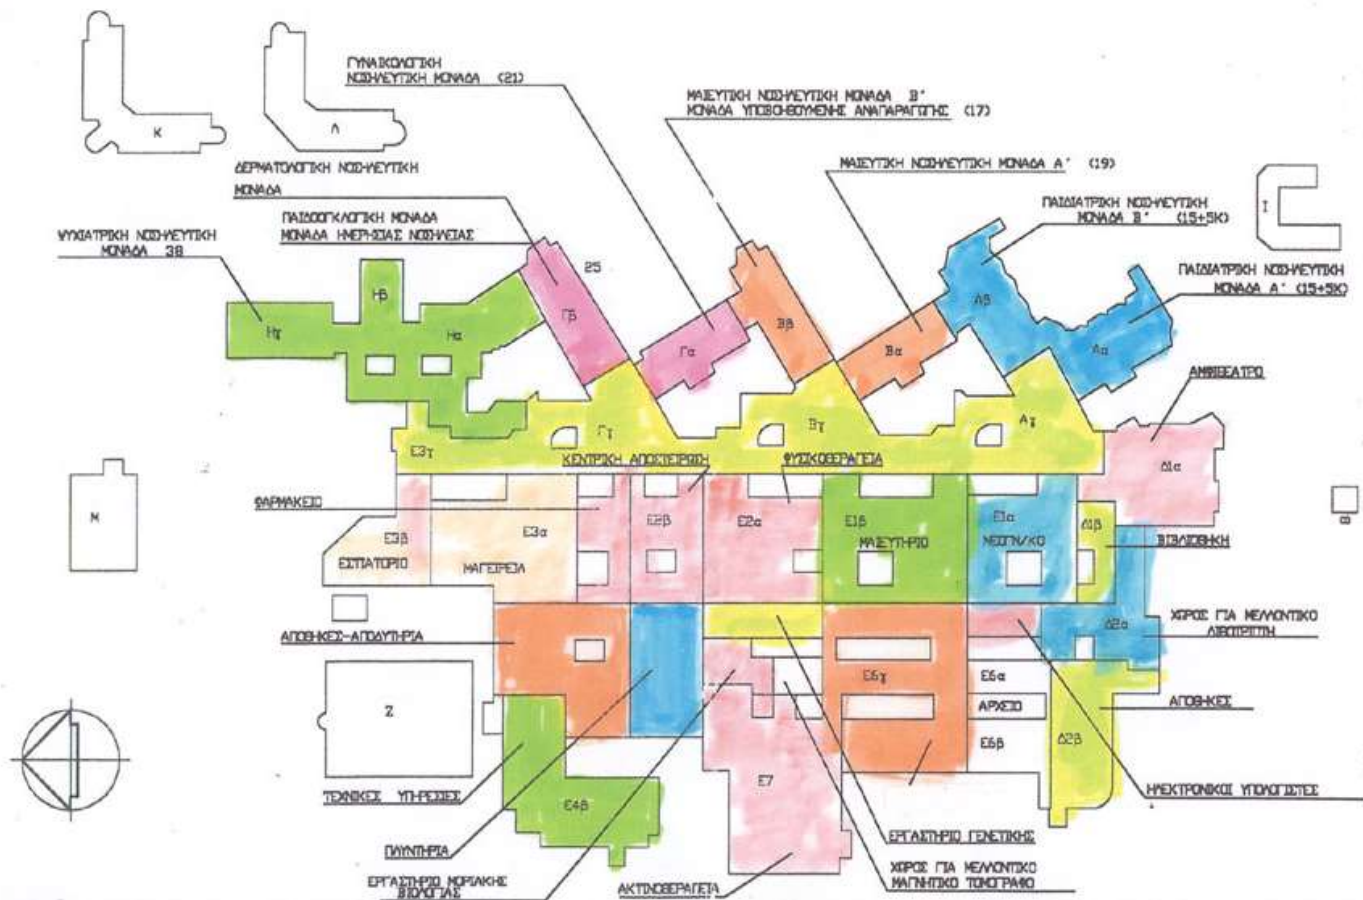 ΓΥΝΑΙΚΟΛΟΓΙΚΗ
ΝΟΣΗΛΕΥΤΙΚΗ ΜΟΝΑΔΑ (21)
ΜΑΙΕΥΤΙΚΗ ΝΟΣΗΛΕΥΤΙΚΗ ΜΟΝΑΔΑ Β'
ΜΟΝΑΔΑ ΥΠΟΒΟΗΘΟΥΜΕΝΗΣ ΑΝΑΠΑΡΑΓΩΓΗΣ (17)
Κ
Λ
ΔΕΡΜΑΤΟΛΟΓΙΚΗ ΝΟΣΗΛΕΥΤΙΚΗ
ΜΟΝΑΔΑ
ΜΑΙΕΥΤΙΚΗ ΝΟΣΗΛΕΥΤΙΚΗ ΜΟΝΑΔΑ Α' (19)
ΠΑΙΔΙΑΤΡΙΚΗ ΝΟΣΗΛΕΥΤΙΚΗ
ΜΟΝΑΔΑ Β' (15+5Κ)
Ι
ΠΑΙΔΟΟΓΚΛΟΓΙΚΗ ΜΟΝΑΔΑ
ΜΟΝΑΔΑ ΗΜΕΡΗΣΙΑΣ ΝΟΣΗΛΕΙΑΣ
ΨΥΧΙΑΤΡΙΚΗ ΝΟΣΗΛΕΥΤΙΚΗ
ΜΟΝΑΔΑ 38
25
ΠΑΙΔΙΑΤΡΙΚΗ ΝΟΣΗΛΕΥΤΙΚΗ
ΜΟΝΑΔΑ Α' (15+5Κ)
Ηβ
Ηγ
Ηα
Γβ
Γα
Ββ
Βα
Αβ
Αα
ΑΜΦΙΘΕΑΤΡΟ
Ε3γ
Γγ
Βγ
Αγ
Δ1α
ΚΕΝΤΡΙΚΗ ΑΠΟΣΤΕΙΡΩΣΗ
ΦΥΣΙΚΟΘΕΡΑΠΕΙΑ
ΦΑΡΜΑΚΕΙΟ
Μ
Ε3β
ΕΣΤΙΑΤΟΡΙΟ
Ε3α
ΜΑΓΕΙΡΕΙΑ
Ε2β
Ε2α
Ε1β
ΜΑΙΕΥΤΗΡΙΟ
Ε1α
ΝΕΟΓΝ/ΚΟ
Δ1β
ΒΙΒΛΙΟΘΗΚΗ
ΑΠΟΘΗΚΕΣ-ΑΠΟΔΥΤΗΡΙΑ
Δ2α
ΧΩΡΟΣ ΓΙΑ ΜΕΛΛΟΝΤΙΚΟ
ΛΙΘΟΤΡΙΠΤΗ
Ζ
Ε6γ
Ε6α
ΑΡΧΕΙΟ
Ε6β
ΑΠΟΘΗΚΕΣ
Δ2β
ΤΕΧΝΙΚΕΣ ΥΠΗΡΕΣΙΕΣ
Ε4β
Ε7
ΗΛΕΚΤΡΟΝΙΚΟΙ ΥΠΟΛΟΓΙΣΤΕΣ
ΠΛΥΝΤΗΡΙΑ
ΕΡΓΑΣΤΗΡΙΟ ΓΕΝΕΤΙΚΗΣ
ΕΡΓΑΣΤΗΡΙΟ ΜΟΡΙΑΚΗΣ
ΒΙΟΛΟΓΙΑΣ
ΑΚΤΙΝΟΘΕΡΑΠΕΙΑ
ΧΩΡΟΣ ΓΙΑ ΜΕΛΛΟΝΤΙΚΟ
ΜΑΓΝΗΤΙΚΟ ΤΟΜΟΓΡΑΦΟ